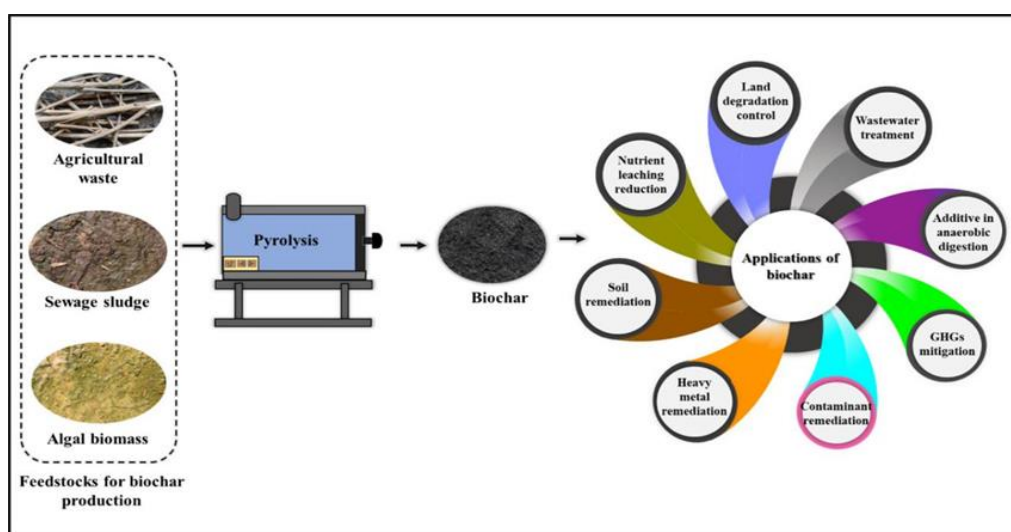 Agricultural
waste
Sewage sludge
Algal biomass
Feedstocks for biochar
production
Pyrolysis
Biochar
Applications of
biochar
Land
degradation
control
Wastewater
treatment
Additive in
anaerobic
digestion
GHGs
mitigation
Contaminant
remediation
Heavy
metal
remediation
Soil
remediation
Nutrient
leaching
reduction